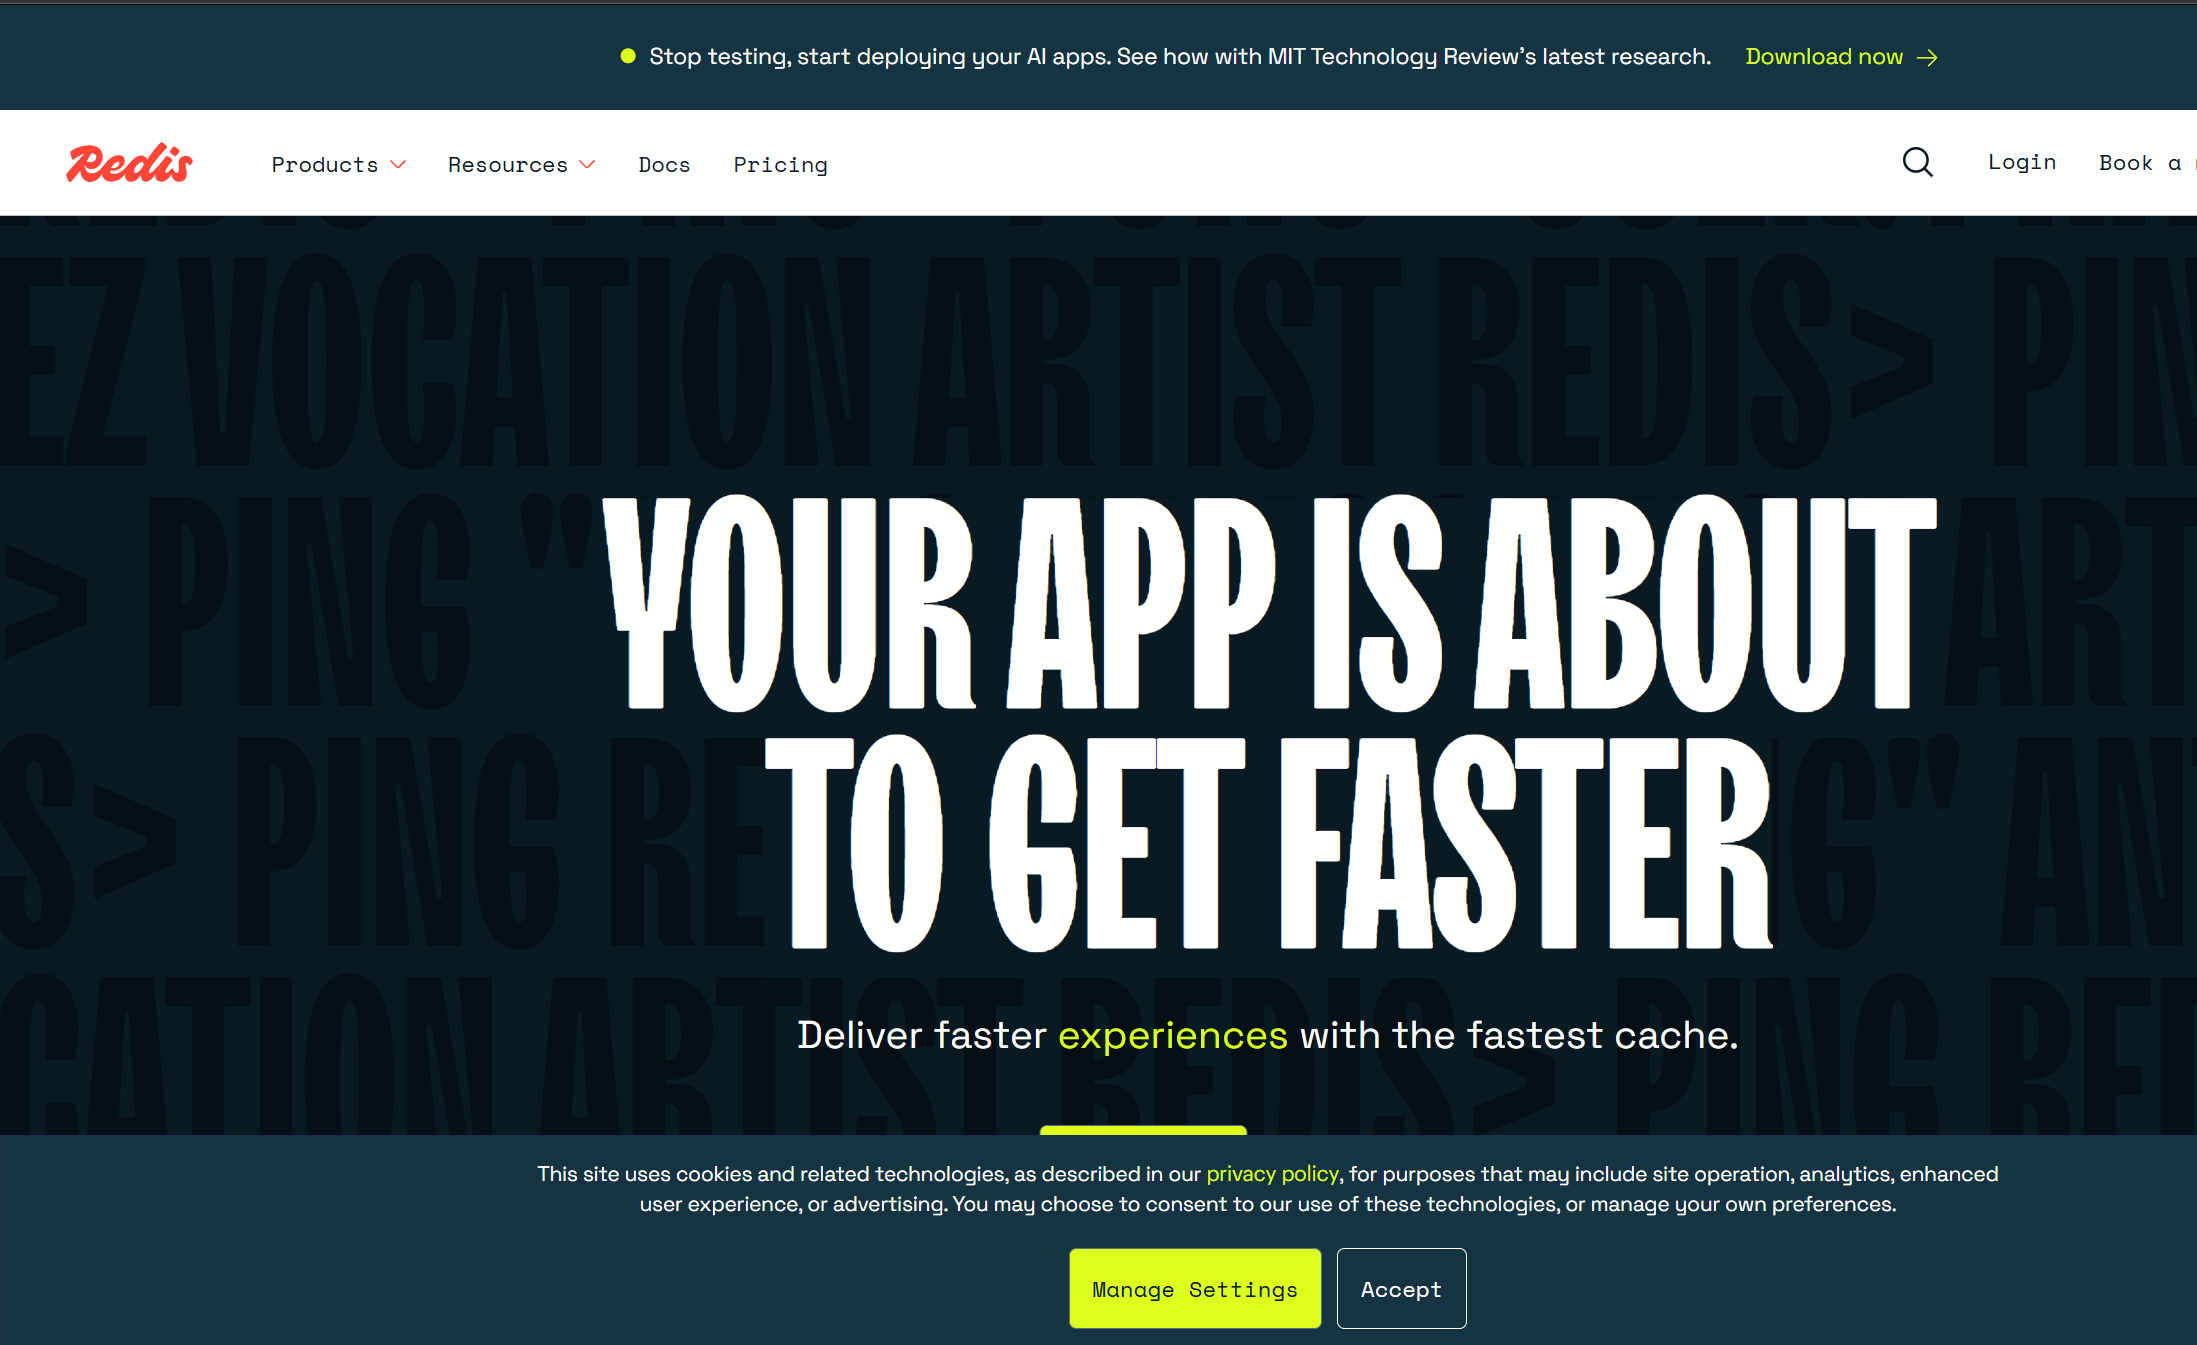 Stop testing, start deploying your AI apps. See how with MIT Technology Review's latest research. Download now →
Redis Products Resources Docs Pricing Login Book a
EZ VOCATION ARTIST REDIS> PIN
> PING " ART
YOUR APP IS ABOUT
S> PING RE G" AN
TO GET FASTER
CATION ARTIST REDIS> PING RED
Deliver faster experiences with the fastest cache.
This site uses cookies and related technologies, as described in our privacy policy, for purposes that may include site operation, analytics, enhanced
user experience, or advertising. You may choose to consent to our use of these technologies, or manage your own preferences.
Manage Settings Accept